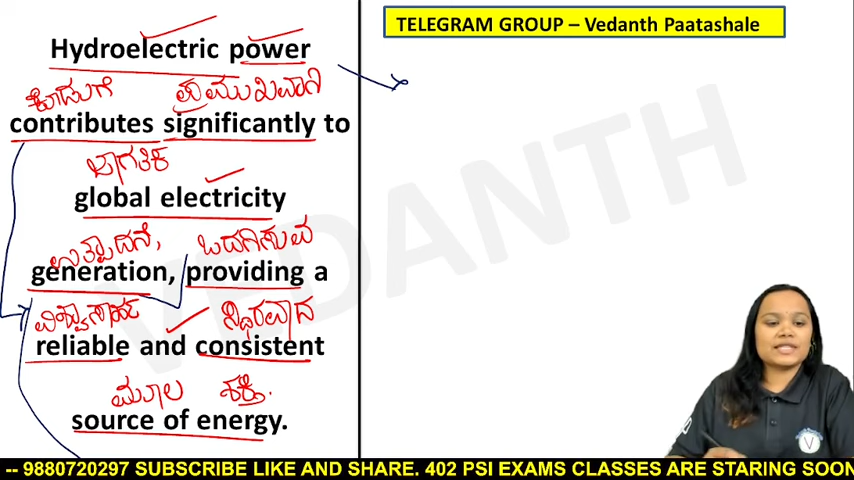 TELEGRAM GROUP – Vedanth Paatashale
Hydroelectric power
ಕೊಡುಗೆ ಪ್ರಾಮುಖವಾಗಿ
contributes significantly to
ಜಾಗತಿಕ
global electricity
ಉತ್ಪಾದನೆ, ಒದಗಿಸುವ
generation, providing a
ವಿಶ್ವಾಸಾರ್ಹ ಸ್ಥಿರವಾದ
reliable and consistent
ಮೂಲ ಶಕ್ತಿ.
source of energy.
VEDANTH
-- 9880720297 SUBSCRIBE LIKE AND SHARE. 402 PSI EXAMS CLASSES ARE STARING SOON